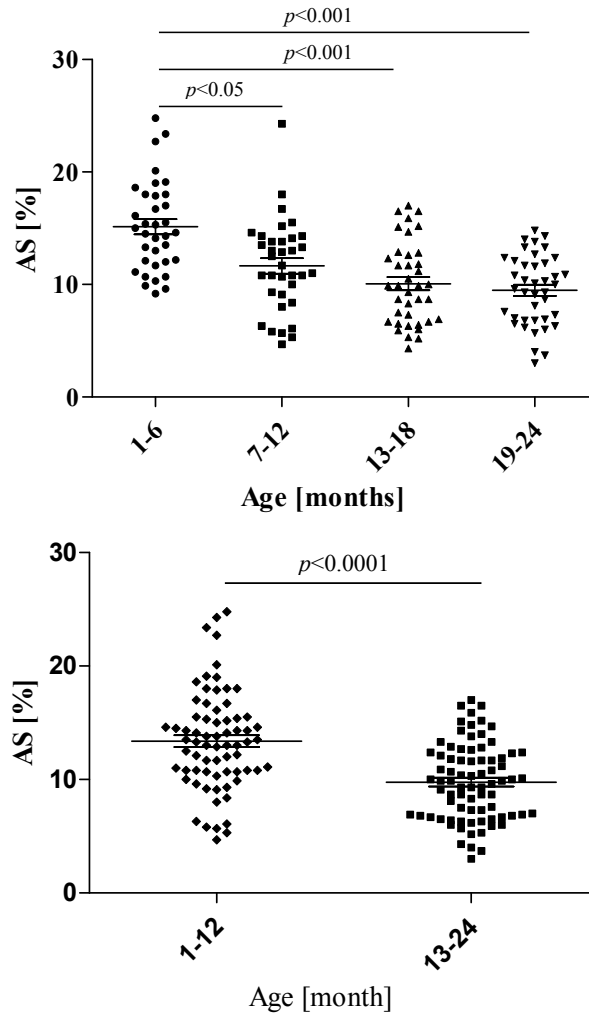 p<0.001
p<0.001
p<0.05
30
20
10
0
AS [%]
1-6
7-12
13-18
19-24
Age [months]
p<0.0001
30
20
10
0
AS [%]
1-12
13-24
Age [month]